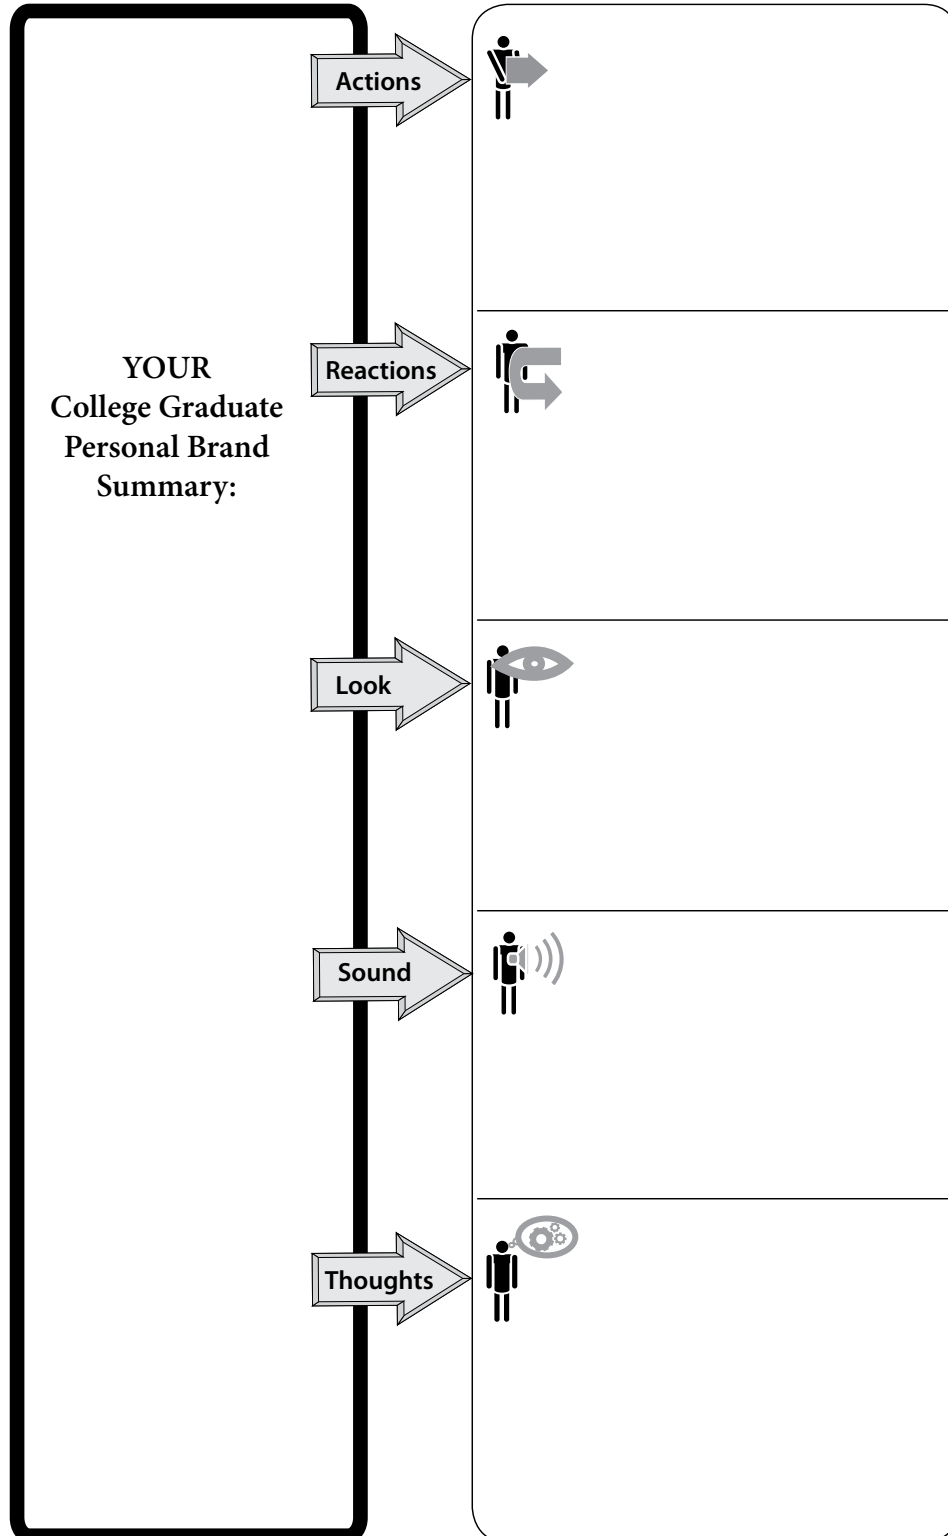 Actions
YOUR
College Graduate
Personal Brand
Summary:
Reactions
Look
Sound
Thoughts